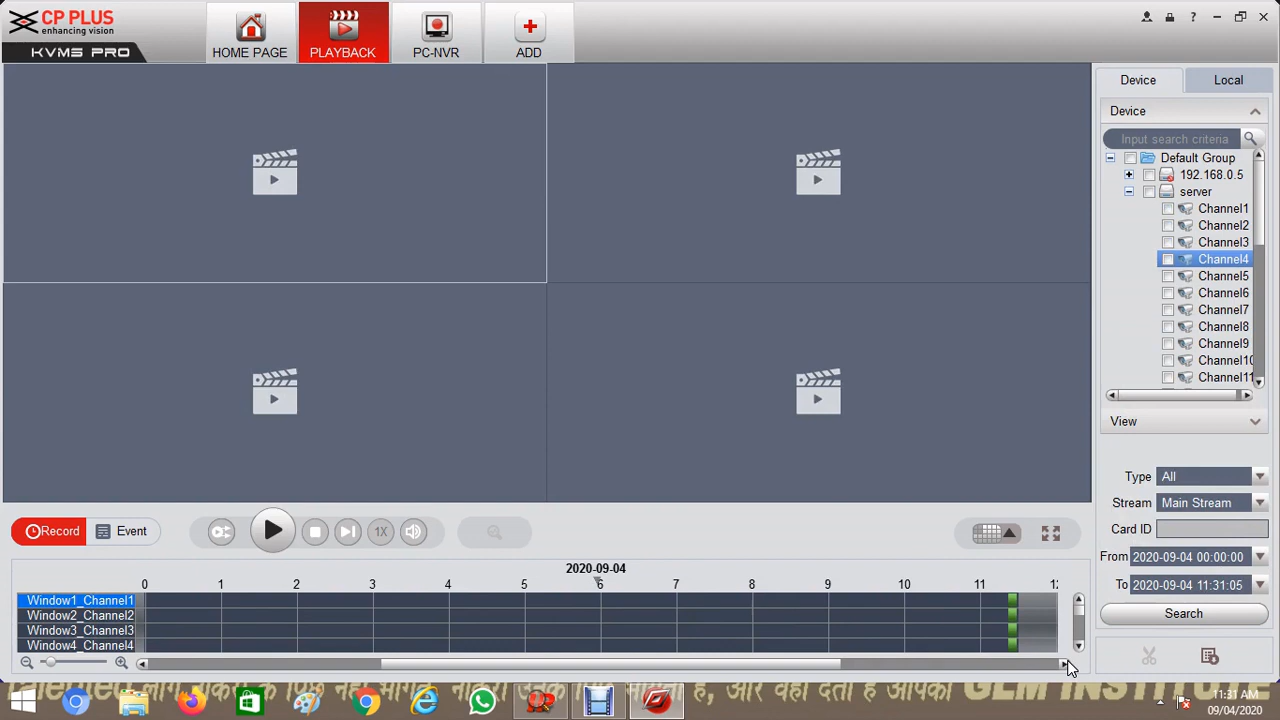 CP PLUS
enhancing vision
KVMS PRO
HOME PAGE
PLAYBACK
PC-NVR
ADD
Device
Local
Device
Input search criteria
Default Group
192.168.0.5
server
Channel1
Channel2
Channel3
Channel4
Channel5
Channel6
Channel7
Channel8
Channel9
Channel10
Channel11
View
Type All
Stream Main Stream
Card ID
From 2020-09-04 00:00:00
To 2020-09-04 11:31:05
Search
Record
Event
1X
2020-09-04
0 1 2 3 4 5 6 7 8 9 10 11
Window1_Channel1
Window2_Channel2
Window3_Channel3
Window4_Channel4
11:31 AM
09/04/2020